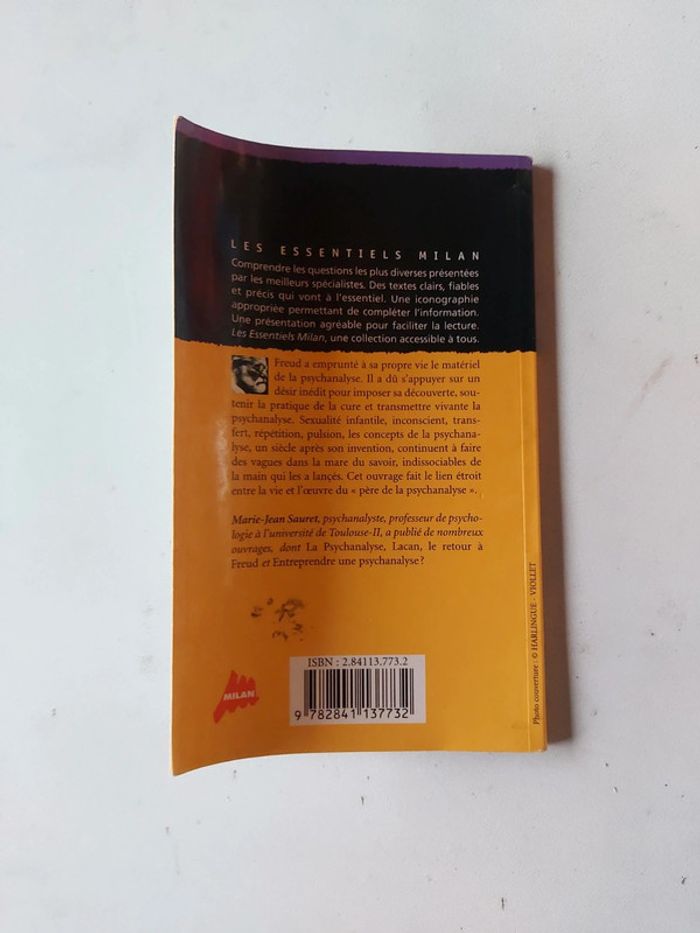 LES ESSENTIELS MILAN
Comprendre les questions les plus diverses présentées
par les meilleurs spécialistes. Des textes clairs, fiables
et précis qui vont à l'essentiel. Une iconographie
appropriée permettant de compléter l'information.
Une présentation agréable pour faciliter la lecture.
Les Essentiels Milan, une collection accessible à tous.
Freud a emprunté à sa propre vie le matériel
de la psychanalyse. Il a dû s'appuyer sur un
désir inédit pour imposer sa découverte, sou-
tenir la pratique de la cure et transmettre vivante la
psychanalyse. Sexualité infantile, inconscient, trans-
fert, répétition, pulsion, les concepts de la psychana-
lyse, un siècle après son invention, continuent à faire
des vagues dans la mare du savoir, indissociables de
la main qui les a lancés. Cet ouvrage fait le lien étroit
entre la vie et l'œuvre du « père de la psychanalyse ».
Marie-Jean Sauret, psychanalyste, professeur de psycho-
logie à l'université de Toulouse-II, a publié de nombreux
ouvrages, dont La Psychanalyse, Lacan, le retour à
Freud et Entreprendre une psychanalyse ?
ISBN : 2.84113.773.2
9 782841 137732
MILAN
Photo couverture : © HARLINGUE - VIOLLET